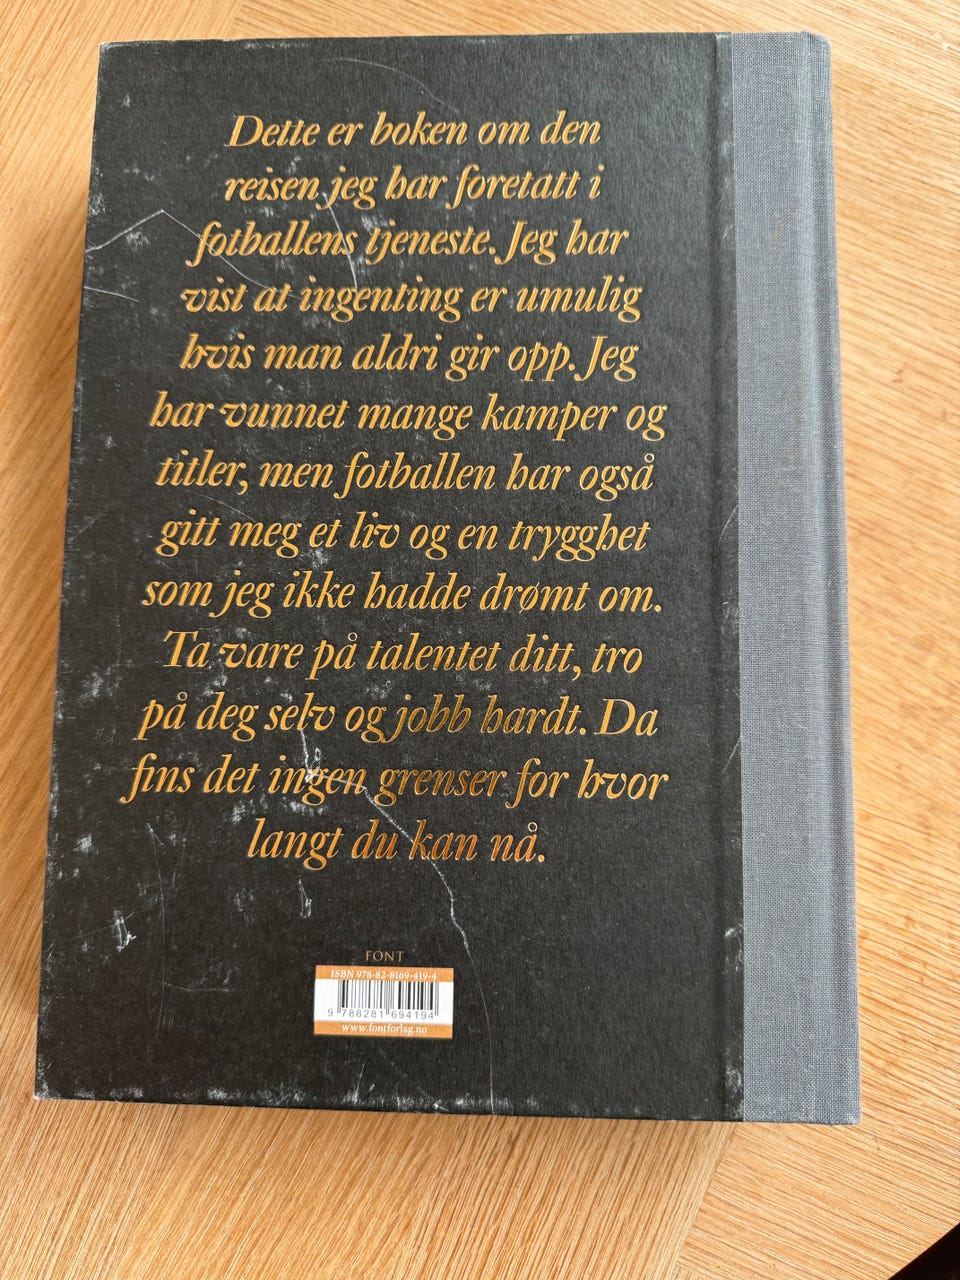 Dette er boken om den
reisen jeg har foretatt i
fotballens tjeneste. Jeg har
vist at ingenting er umulig
hvis man aldri gir opp. Jeg
har vunnet mange kamper og
titler, men fotballen har også
gitt meg et liv og en trygghet
som jeg ikke hadde drømt om.
Ta vare på talentet ditt, tro
på deg selv og jobb hardt. Da
fins det ingen grenser for hvor
langt du kan nå.
FONT
ISBN 978-82-8169-419-4
9 788281 694194
www.fontforlag.no